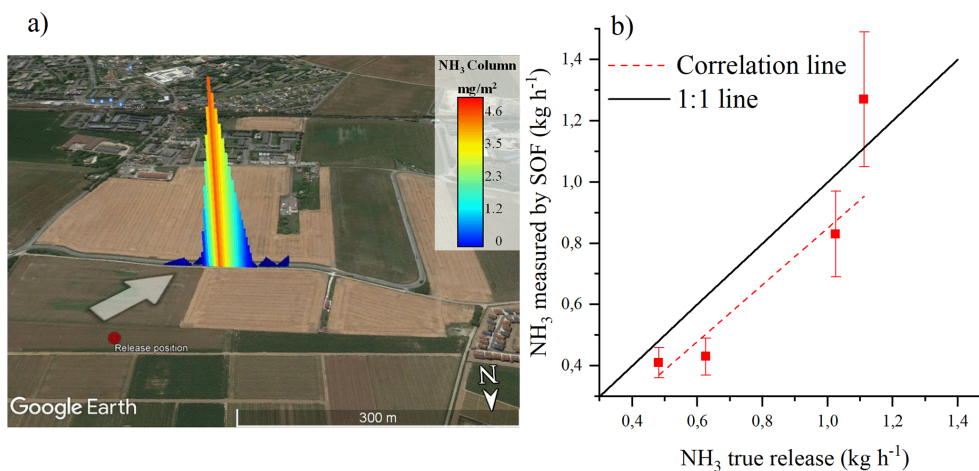 a)
NH₃ Column
mg/m²
4.6
3.5
2.3
1.2
0
Release position
Google Earth
300 m
N
b)
NH₃ measured by SOF (kg h⁻¹)
1,4
1,2
1,0
0,8
0,6
0,4
Correlation line
1:1 line
0,4 0,6 0,8 1,0 1,2 1,4
NH₃ true release (kg h⁻¹)